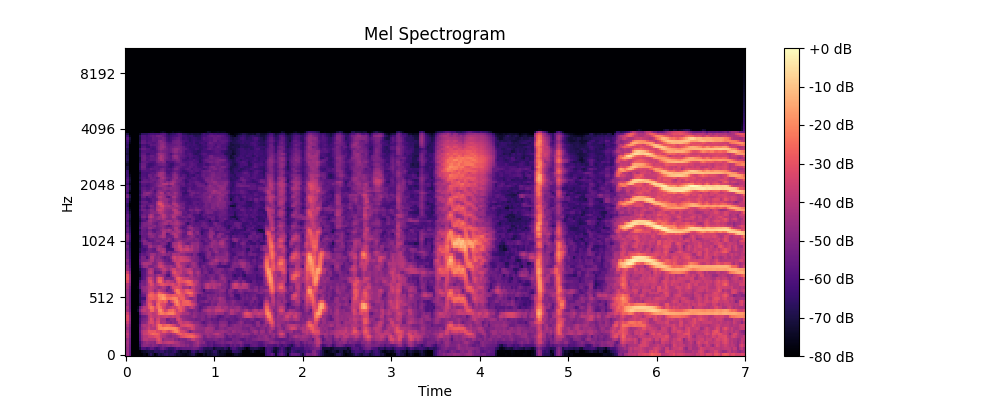 Mel Spectrogram
Hz
8192
4096
2048
1024
512
0
0 1 2 3 4 5 6 7
Time
+0 dB
-10 dB
-20 dB
-30 dB
-40 dB
-50 dB
-60 dB
-70 dB
-80 dB